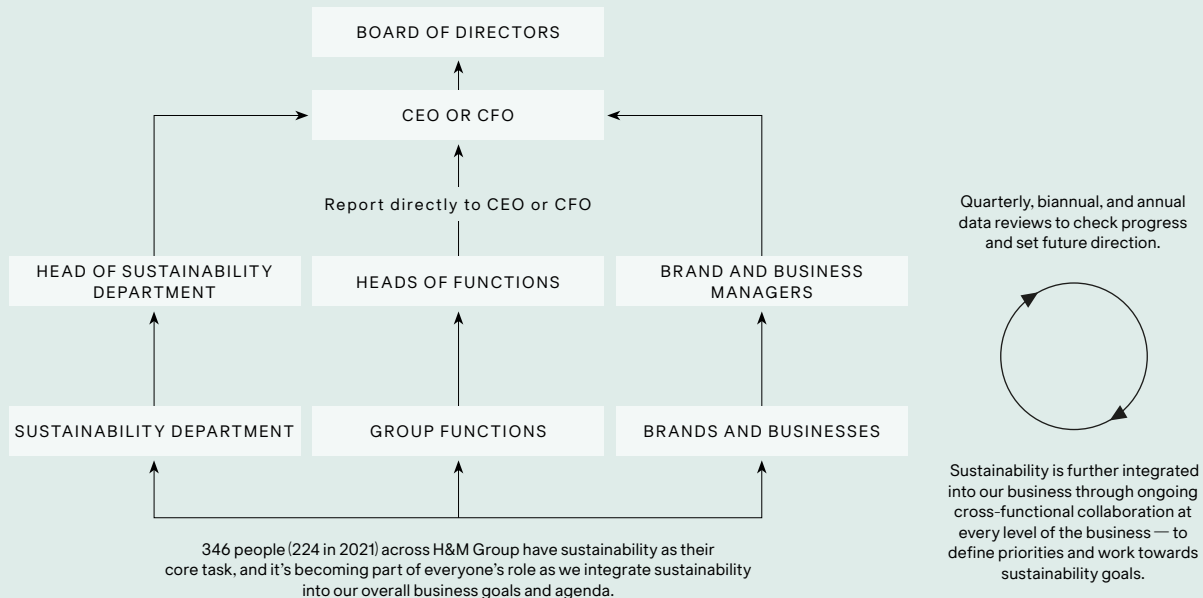 BOARD OF DIRECTORS
CEO OR CFO
Report directly to CEO or CFO
HEAD OF SUSTAINABILITY
DEPARTMENT
HEADS OF FUNCTIONS
BRAND AND BUSINESS
MANAGERS
SUSTAINABILITY DEPARTMENT
GROUP FUNCTIONS
BRANDS AND BUSINESSES
346 people (224 in 2021) across H&M Group have sustainability as their
core task, and it's becoming part of everyone's role as we integrate sustainability
into our overall business goals and agenda.
Quarterly, biannual, and annual
data reviews to check progress
and set future direction.
Sustainability is further integrated
into our business through ongoing
cross-functional collaboration at
every level of the business — to
define priorities and work towards
sustainability goals.